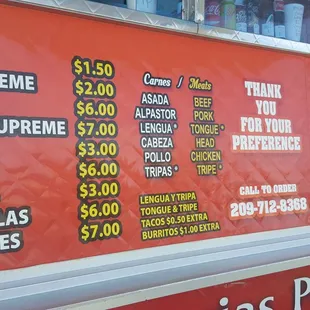 $1.50
EME $2.00
$6.00
UPREME $7.00
$3.00
$6.00
$3.00
LAS $6.00
ES $7.00
Carnes / Meats
ASADA BEEF
ALPASTOR PORK
LENGUA * TONGUE *
CABEZA HEAD
POLLO CHICKEN
TRIPAS * TRIPE *
LENGUA Y TRIPA
TONGUE & TRIPE
TACOS $0.50 EXTRA
BURRITOS $1.00 EXTRA
THANK
YOU
FOR YOUR
PREFERENCE
CALL TO ORDER
209-712-8368
ias P